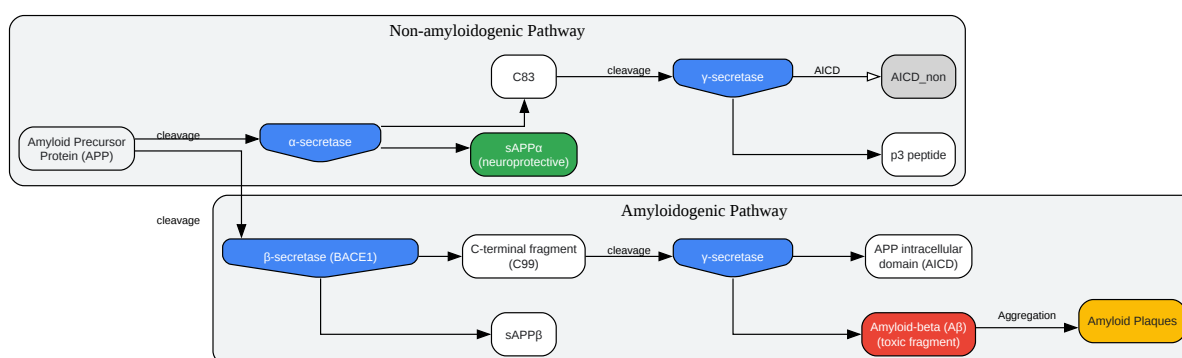 Non-amyloidogenic Pathway
Amyloid Precursor
Protein (APP)
cleavage
α-secretase
C83
sAPPα
(neuroprotective)
cleavage
γ-secretase
AICD
AICD_non
p3 peptide
cleavage
Amyloidogenic Pathway
β-secretase (BACE1)
C-terminal fragment
(C99)
sAPPβ
cleavage
γ-secretase
APP intracellular
domain (AICD)
Amyloid-beta (Aβ)
(toxic fragment)
Aggregation
Amyloid Plaques